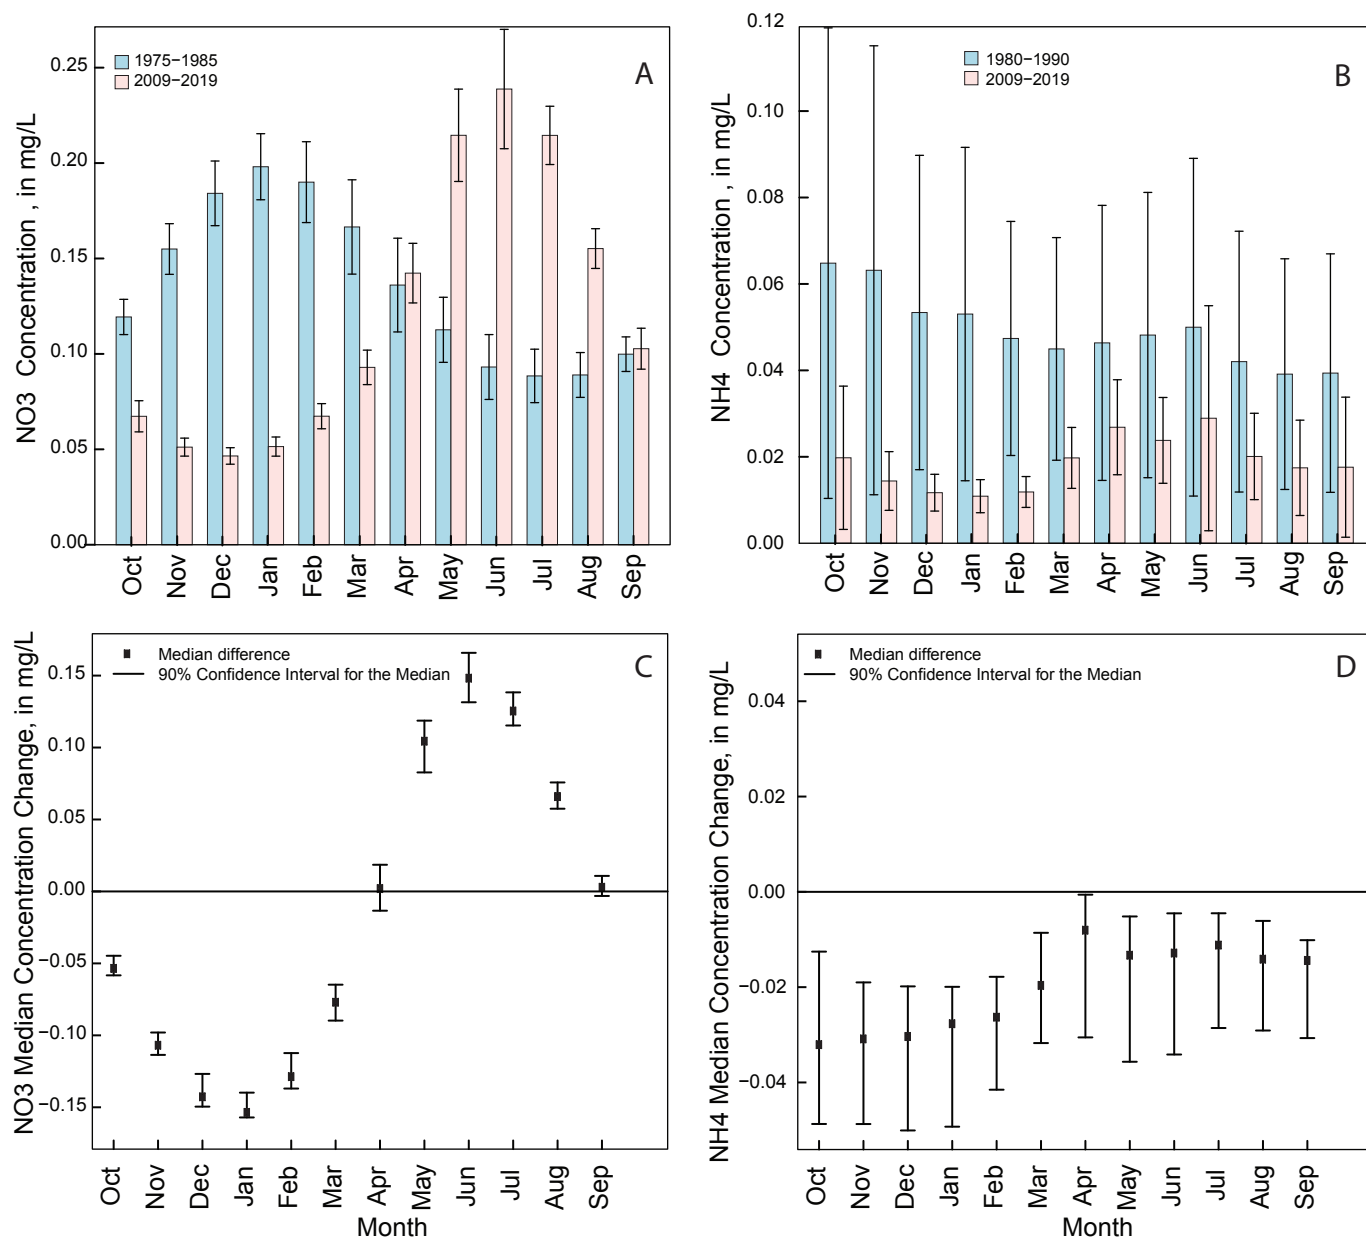 A
1975−1985
2009−2019
NO3 Concentration , in mg/L
0.25
0.20
0.15
0.10
0.05
0.00
Oct
Nov
Dec
Jan
Feb
Mar
Apr
May
Jun
Jul
Aug
Sep
B
1980−1990
2009−2019
NH4 Concentration , in mg/L
0.12
0.10
0.08
0.06
0.04
0.02
0.00
Oct
Nov
Dec
Jan
Feb
Mar
Apr
May
Jun
Jul
Aug
Sep
C
Median difference
90% Confidence Interval for the Median
NO3 Median Concentration Change, in mg/L
0.15
0.10
0.05
0.00
−0.05
−0.10
−0.15
Oct
Nov
Dec
Jan
Feb
Mar
Apr
May
Jun
Jul
Aug
Sep
Month
D
Median difference
90% Confidence Interval for the Median
NH4 Median Concentration Change, in mg/L
0.04
0.02
0.00
−0.02
−0.04
Oct
Nov
Dec
Jan
Feb
Mar
Apr
May
Jun
Jul
Aug
Sep
Month